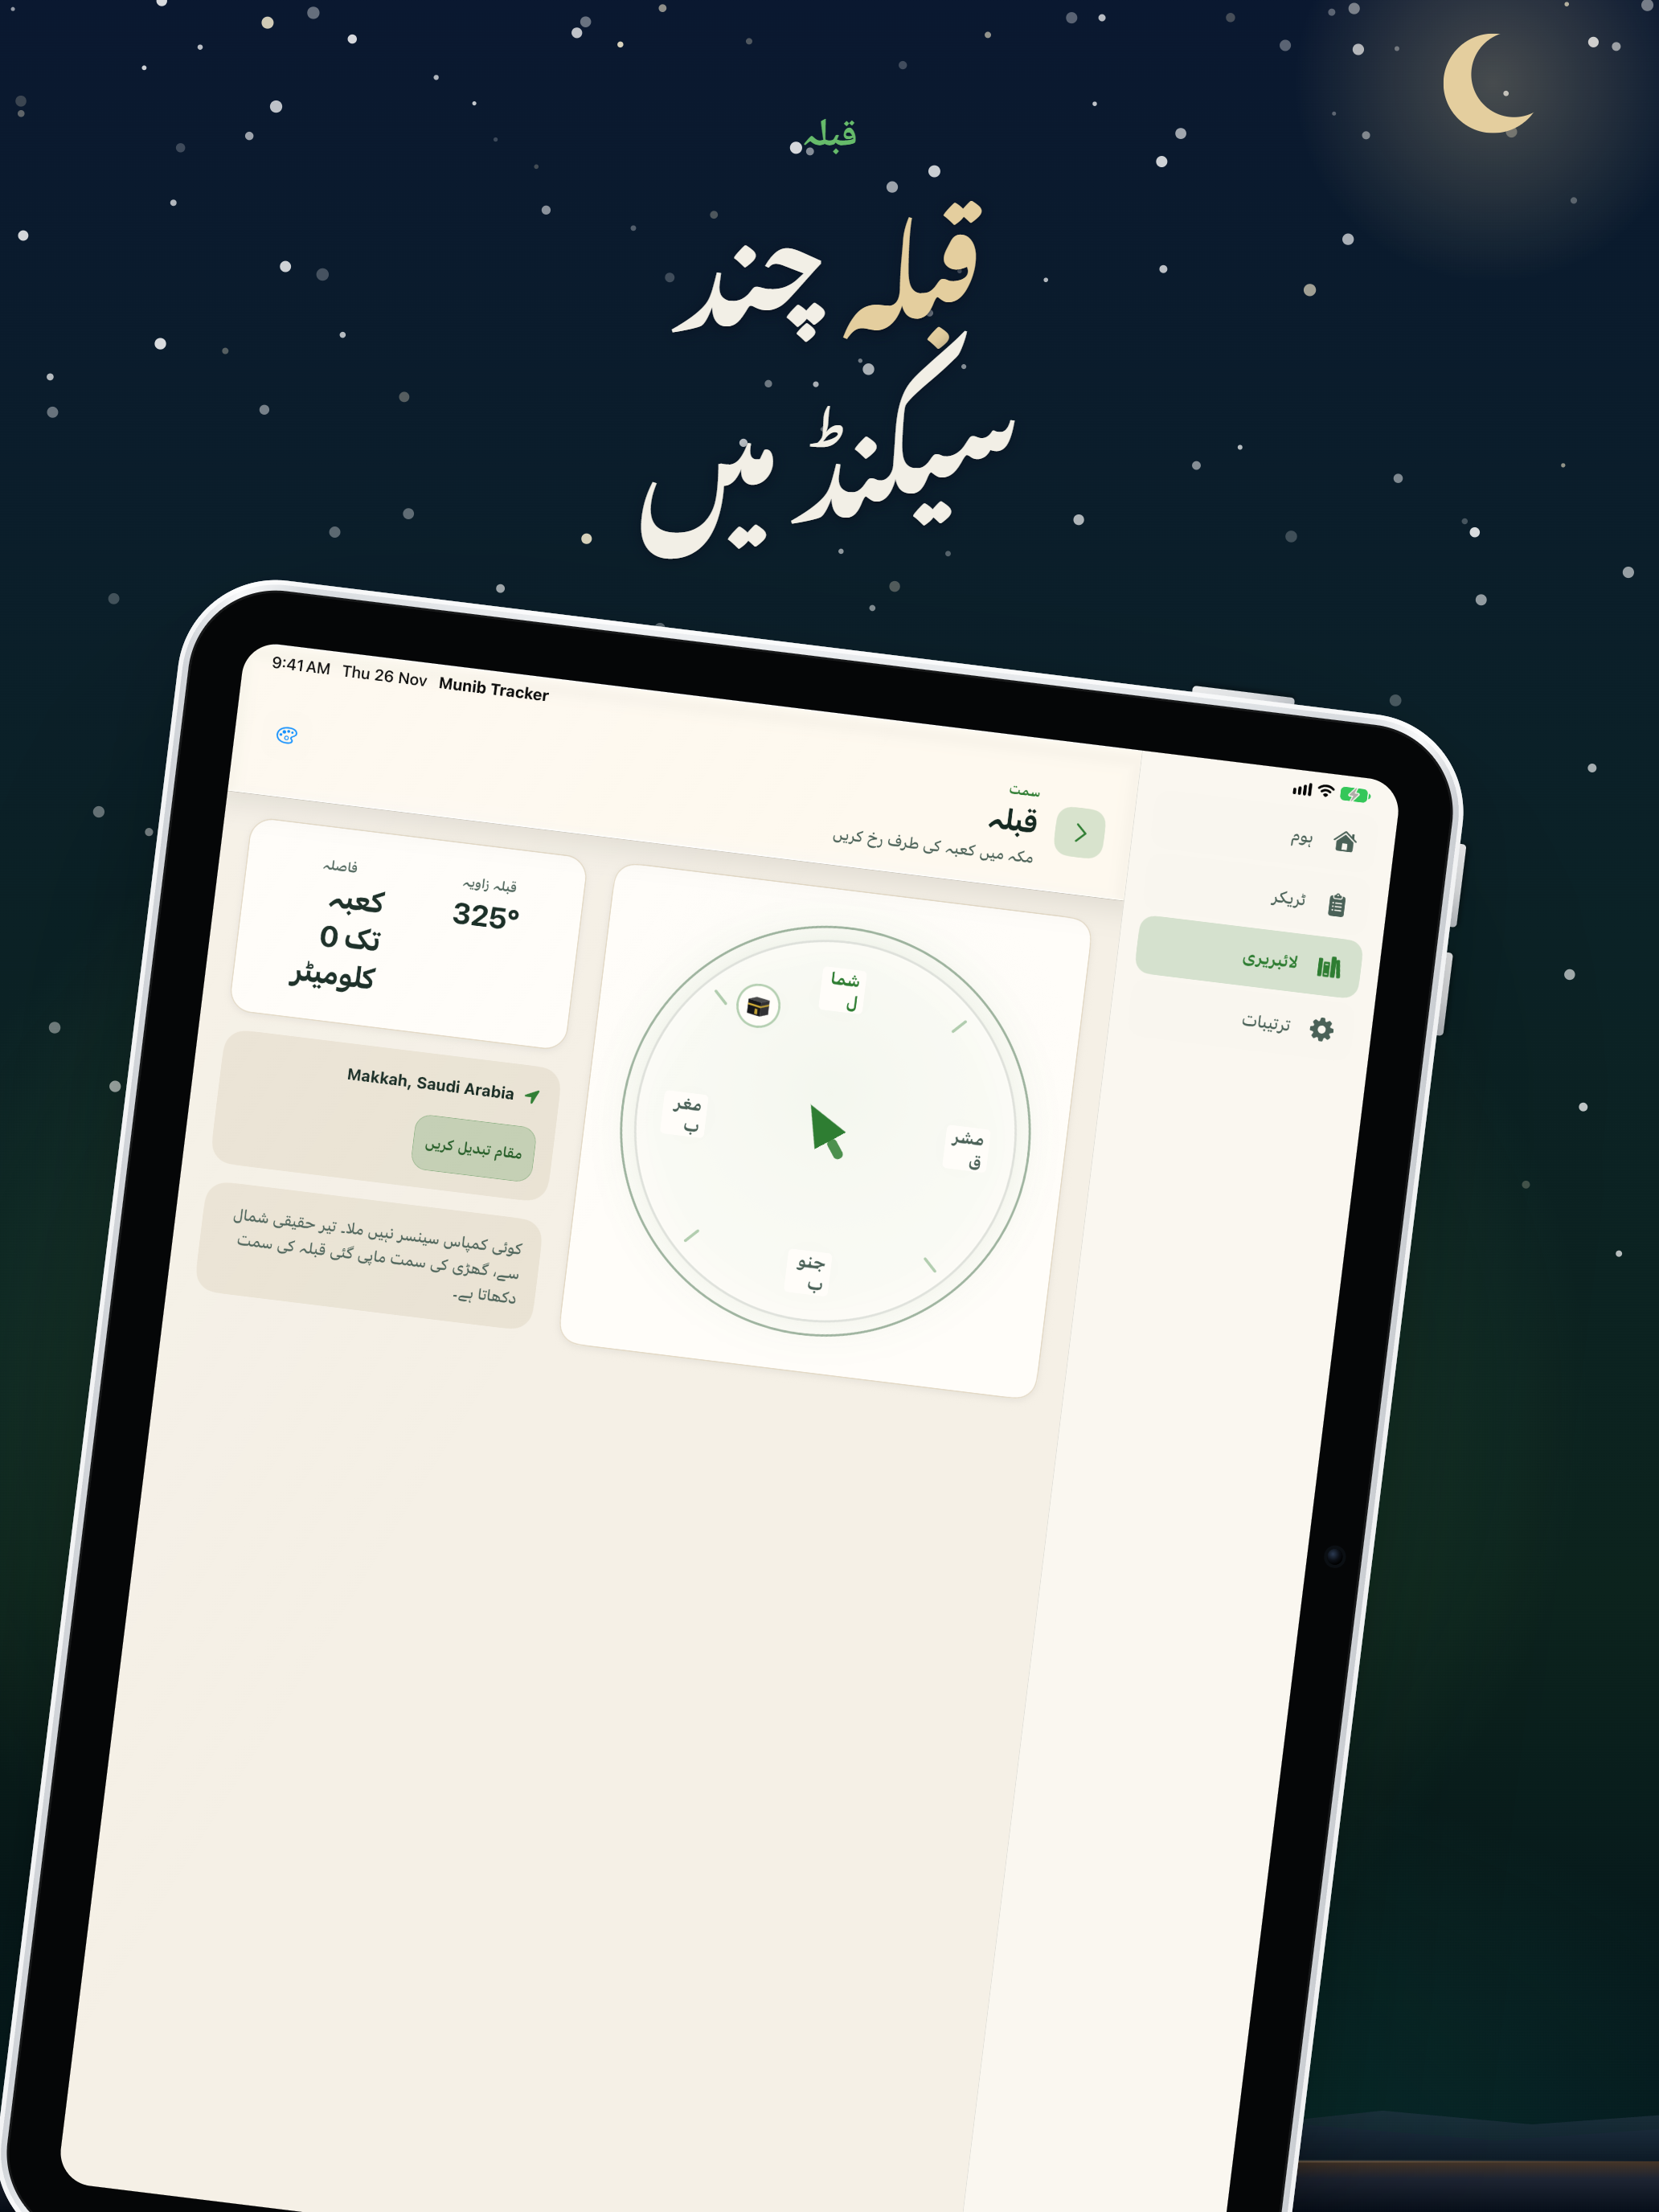 قبلہ
قبلہ چند
سیکنڈ میں
9:41 AM Thu 26 Nov Munib Tracker
سمت
قبلہ
مکہ میں کعبہ کی طرف رخ کریں
ہوم
ٹریکر
لائبریری
ترتیبات
شما
ل
مشر
ق
مغر
ب
جنو
ب
قبلہ زاویہ
325°
فاصلہ
کعبہ
تک 0
کلومیٹر
Makkah, Saudi Arabia
مقام تبدیل کریں
کوئی کمپاس سینسر نہیں ملا۔ تیر حقیقی شمال
سے، گھڑی کی سمت ماپی گئی قبلہ کی سمت
دکھاتا ہے۔